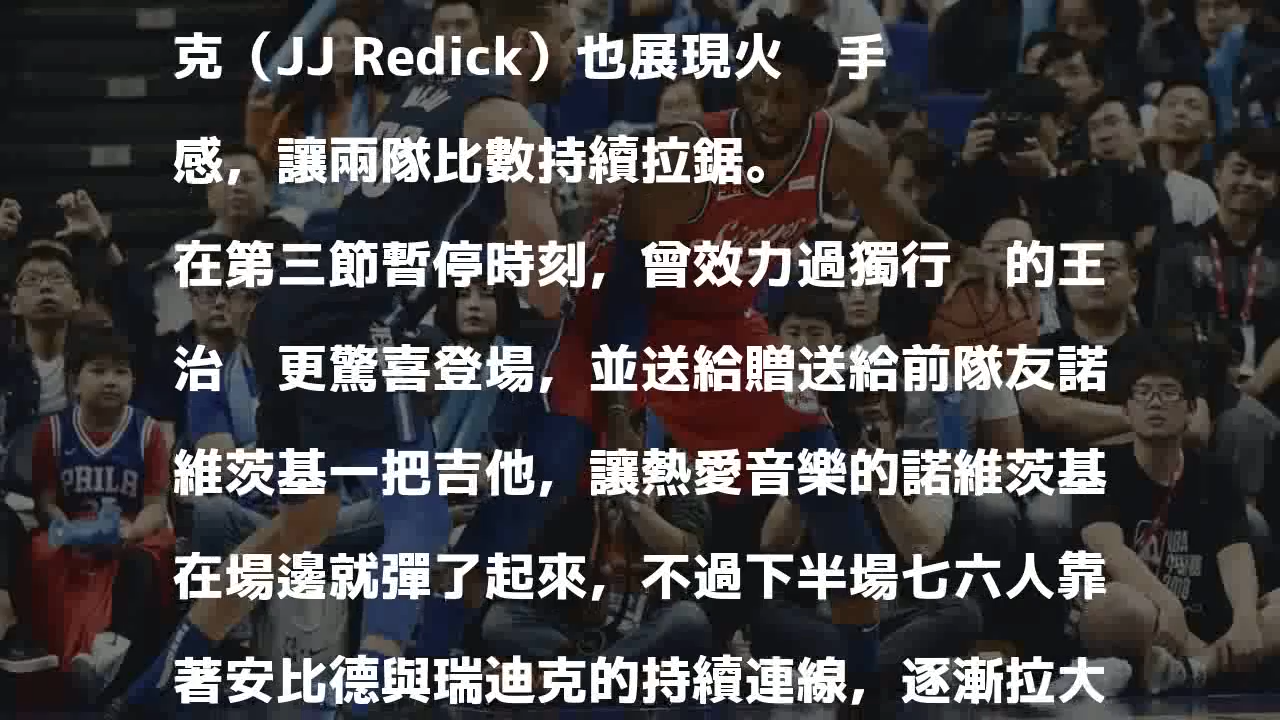 克（JJ Redick）也展現火　手
感，讓兩隊比數持續拉鋸。
在第三節暫停時刻，曾效力過獨行　的王
治　更驚喜登場，並送給贈送給前隊友諾
維茨基一把吉他，讓熱愛音樂的諾維茨基
在場邊就彈了起來，不過下半場七六人靠
著安比德與瑞迪克的持續連線，逐漸拉大
PHILA